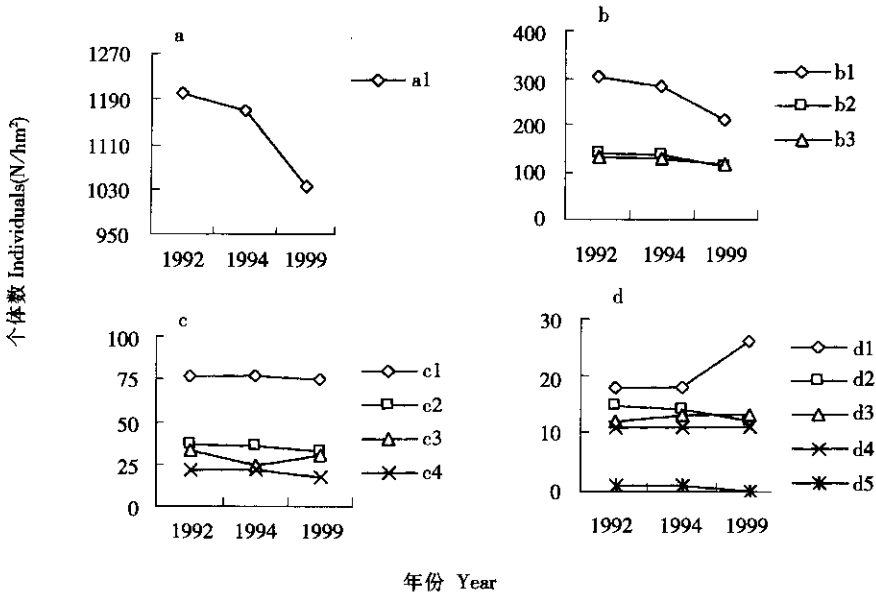 a
1270
1190
1110
1030
950
1992 1994 1999
a1
b
400
300
200
100
0
1992 1994 1999
b1
b2
b3
个体数 Individuals(N/hm²)
c
100
75
50
25
0
1992 1994 1999
c1
c2
c3
c4
d
30
20
10
0
1992 1994 1999
d1
d2
d3
d4
d5
年份 Year